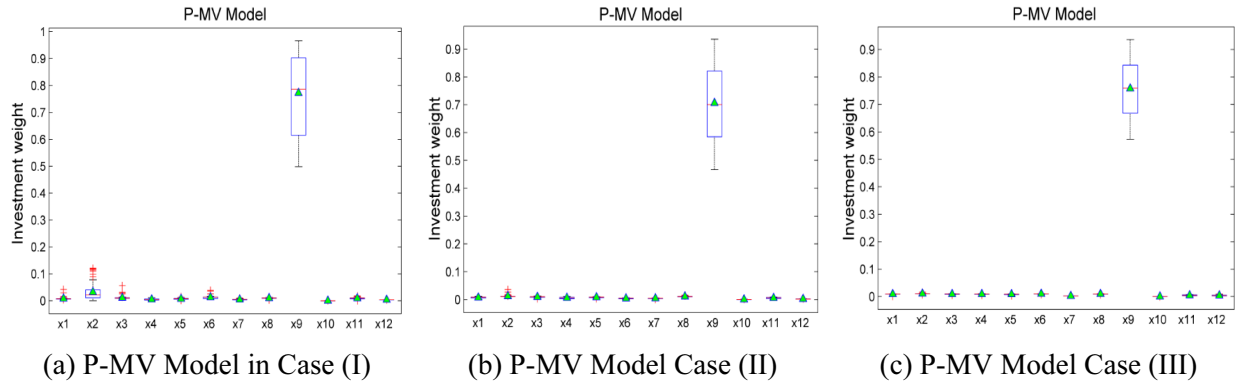 P-MV Model
Investment weight
1
0.9
0.8
0.7
0.6
0.5
0.4
0.3
0.2
0.1
0
x1 x2 x3 x4 x5 x6 x7 x8 x9 x10 x11 x12
(a) P-MV Model in Case (I)
P-MV Model
Investment weight
0.9
0.8
0.7
0.6
0.5
0.4
0.3
0.2
0.1
0
x1 x2 x3 x4 x5 x6 x7 x8 x9 x10 x11 x12
(b) P-MV Model Case (II)
P-MV Model
Investment weight
0.9
0.8
0.7
0.6
0.5
0.4
0.3
0.2
0.1
0
x1 x2 x3 x4 x5 x6 x7 x8 x9 x10 x11 x12
(c) P-MV Model Case (III)